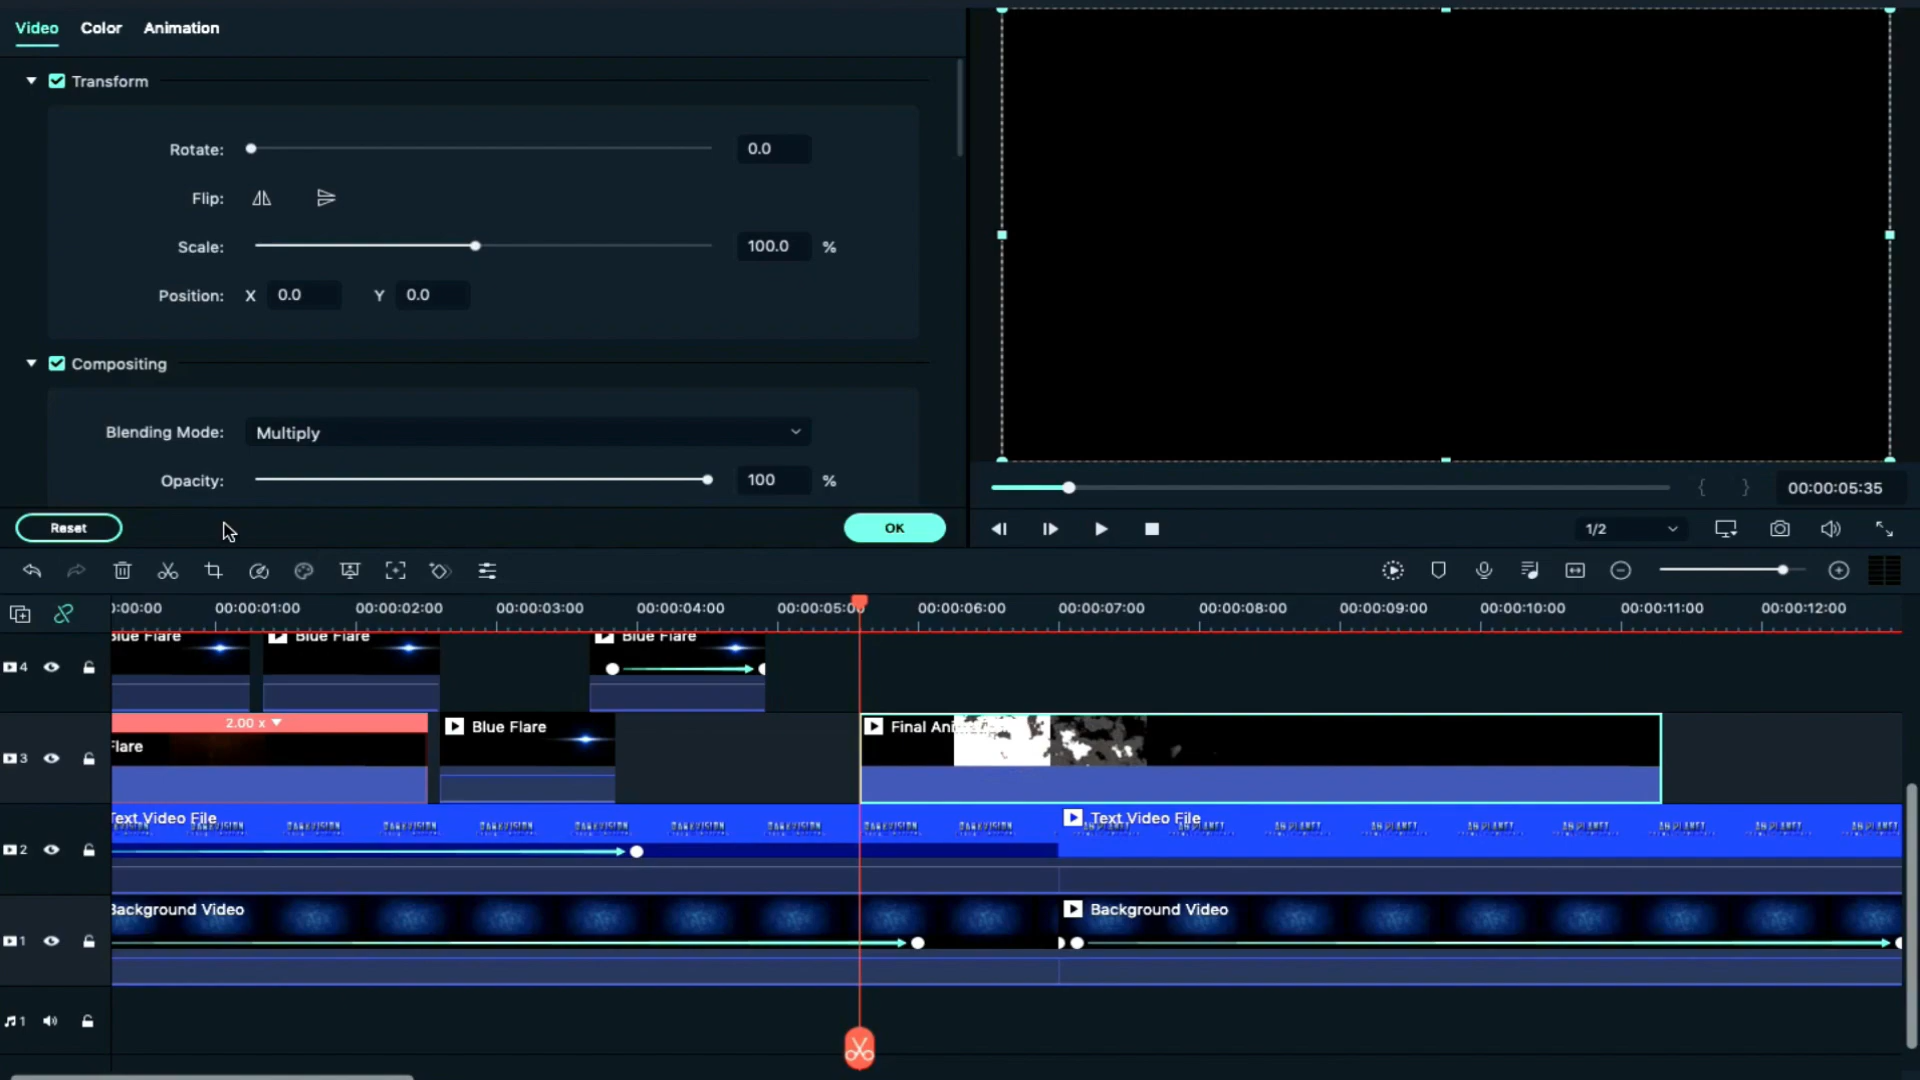 Video Color Animation
Transform
Rotate: 0.0
Flip:
Scale: 100.0 %
Position: X 0.0 Y 0.0
Compositing
Blending Mode: Multiply
Opacity: 100 %
Reset OK
{ } 00:00:05:35
1/2
0:00:00 00:00:01:00 00:00:02:00 00:00:03:00 00:00:04:00 00:00:05:00 00:00:06:00 00:00:07:00 00:00:08:00 00:00:09:00 00:00:10:00 00:00:11:00 00:00:12:00
4 Blue Flare Blue Flare Blue Flare
2.00 x
3 Flare Blue Flare Final
2 Text Video File Text Video File
1 Background Video Background Video
1